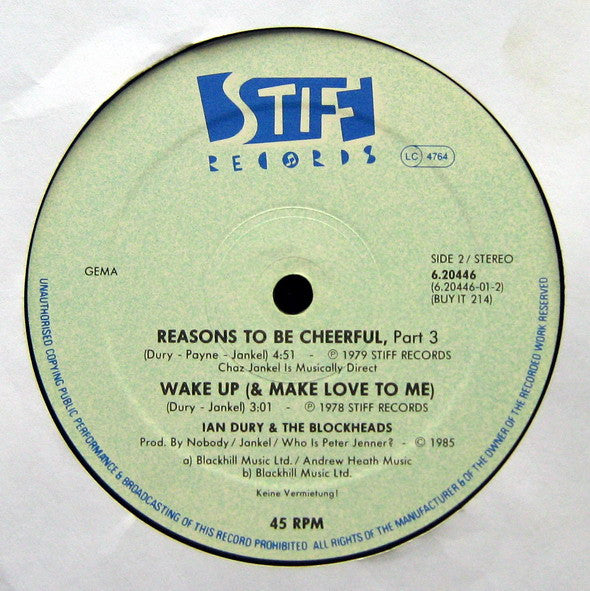 STIFF
RECORDS
LC 4764
GEMA
SIDE 2 / STEREO
6.20446
(6.20446-01-2)
(BUY IT 214)
REASONS TO BE CHEERFUL, Part 3
(Dury - Payne - Jankel) 4:51 - ℗ 1979 STIFF RECORDS
Chaz Jankel Is Musically Direct
WAKE UP (& MAKE LOVE TO ME)
(Dury - Jankel) 3:01 - ℗ 1978 STIFF RECORDS
IAN DURY & THE BLOCKHEADS
Prod. By Nobody / Jankel / Who Is Peter Jenner? - © 1985
a) Blackhill Music Ltd. / Andrew Heath Music
b) Blackhill Music Ltd.
Keine Vermietung!
45 RPM
UNAUTHORISED COPYING PUBLIC PERFORMANCE & BROADCASTING OF THIS RECORD PROHIBITED ALL RIGHTS OF THE MANUFACTURER & OF THE OWNER OF THE RECORDED WORK RESERVED